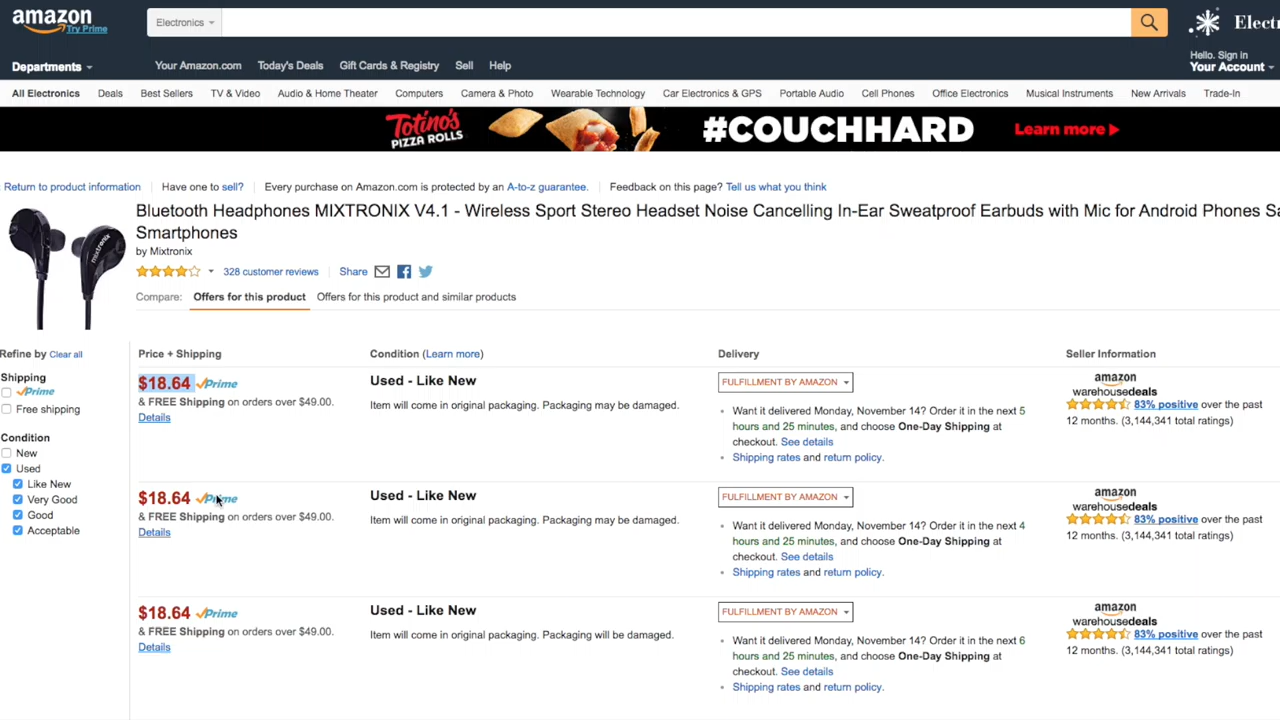 amazon
Try Prime
Electronics
Hello. Sign in
Your Account
Departments
Your Amazon.com Today's Deals Gift Cards & Registry Sell Help
All Electronics Deals Best Sellers TV & Video Audio & Home Theater Computers Camera & Photo Wearable Technology Car Electronics & GPS Portable Audio Cell Phones Office Electronics Musical Instruments New Arrivals Trade-In
Totino's
PIZZA ROLLS
#COUCHHARD
Learn more
Return to product information Have one to sell? Every purchase on Amazon.com is protected by an A-to-z guarantee. Feedback on this page? Tell us what you think
Bluetooth Headphones MIXTRONIX V4.1 - Wireless Sport Stereo Headset Noise Cancelling In-Ear Sweatproof Earbuds with Mic for Android Phones
Smartphones
by Mixtronix
328 customer reviews Share
Compare: Offers for this product Offers for this product and similar products
mixtronix
Refine by Clear all
Shipping
Prime
Free shipping
Condition
New
Used
Like New
Very Good
Good
Acceptable
Price + Shipping Condition (Learn more) Delivery Seller Information
$18.64 Prime
& FREE Shipping on orders over $49.00.
Details
Used - Like New
Item will come in original packaging. Packaging may be damaged.
FULFILLMENT BY AMAZON
Want it delivered Monday, November 14? Order it in the next 5
hours and 25 minutes, and choose One-Day Shipping at
checkout. See details
Shipping rates and return policy.
amazon
warehousedeals
83% positive over the past
12 months. (3,144,341 total ratings)
$18.64 Prime
& FREE Shipping on orders over $49.00.
Details
Used - Like New
Item will come in original packaging. Packaging may be damaged.
FULFILLMENT BY AMAZON
Want it delivered Monday, November 14? Order it in the next 4
hours and 25 minutes, and choose One-Day Shipping at
checkout. See details
Shipping rates and return policy.
amazon
warehousedeals
83% positive over the past
12 months. (3,144,341 total ratings)
$18.64 Prime
& FREE Shipping on orders over $49.00.
Details
Used - Like New
Item will come in original packaging. Packaging will be damaged.
FULFILLMENT BY AMAZON
Want it delivered Monday, November 14? Order it in the next 6
hours and 25 minutes, and choose One-Day Shipping at
checkout. See details
Shipping rates and return policy.
amazon
warehousedeals
83% positive over the past
12 months. (3,144,341 total ratings)